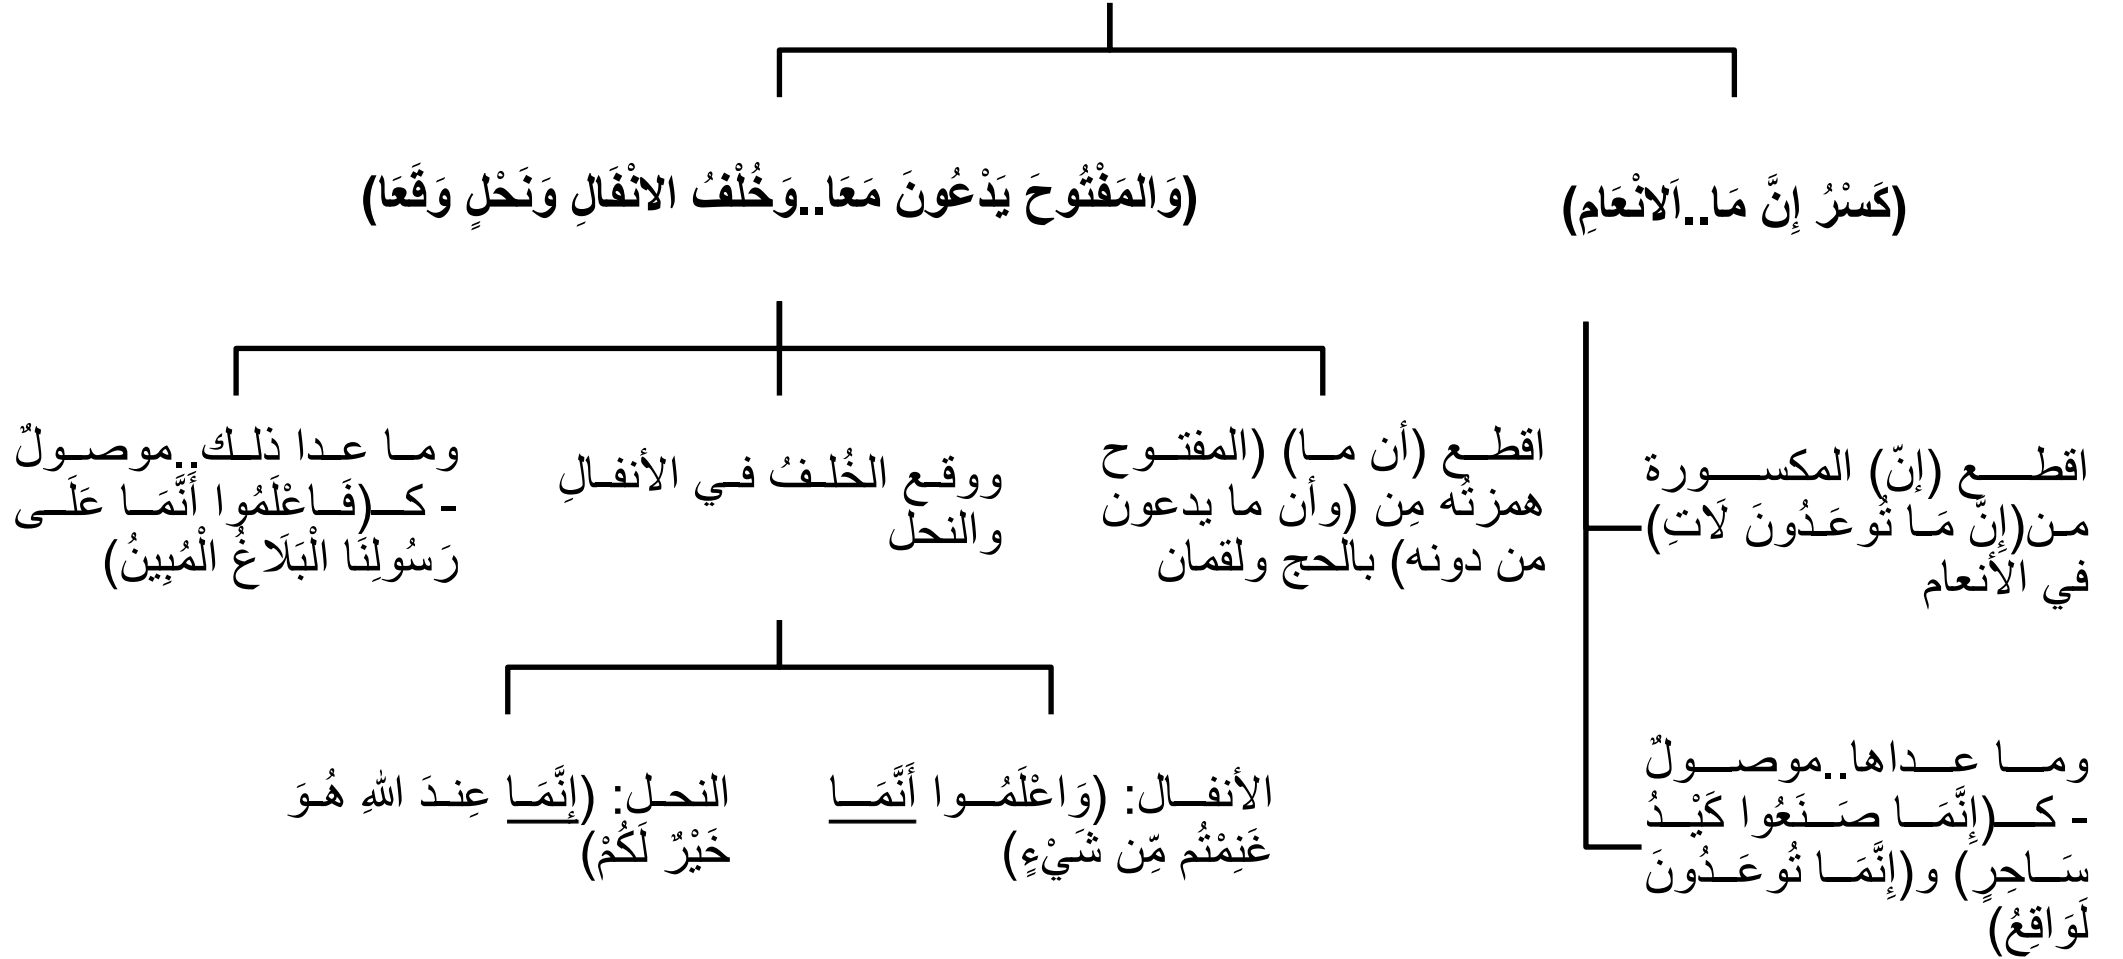 (كَسْرُ إِنَّ مَا..اَلانْعَامِ)
(وَالمَفْتُوحَ يَدْعُونَ مَعَا..وَخُلْفُ الانْفَالِ وَنَحْلٍ وَقَعَا)
اقطع (إنّ) المكسورة
من(إِنَّ مَا تُوعَدُونَ لَاتٍ)
في الأنعام
وما عداها..موصولٌ
- كـ(إِنَّمَا صَنَعُوا كَيْدُ
سَاحِرٍ) و(إِنَّمَا تُوعَدُونَ
لَوَاقِعُ)
اقطع (أن ما) (المفتوح
همزتُه مِن (وأن ما يدعون
من دونه) بالحج ولقمان
ووقع الخُلفُ في الأنفالِ
والنحل
وما عدا ذلك..موصولٌ
- كـ(فَاعْلَمُوا أَنَّمَا عَلَى
رَسُولِنَا الْبَلَاغُ الْمُبِينُ)
الأنفال: (وَاعْلَمُوا أَنَّمَا
غَنِمْتُم مِّن شَيْءٍ)
النحل: (إِنَّمَا عِندَ اللهِ هُوَ
خَيْرٌ لَكُمْ)